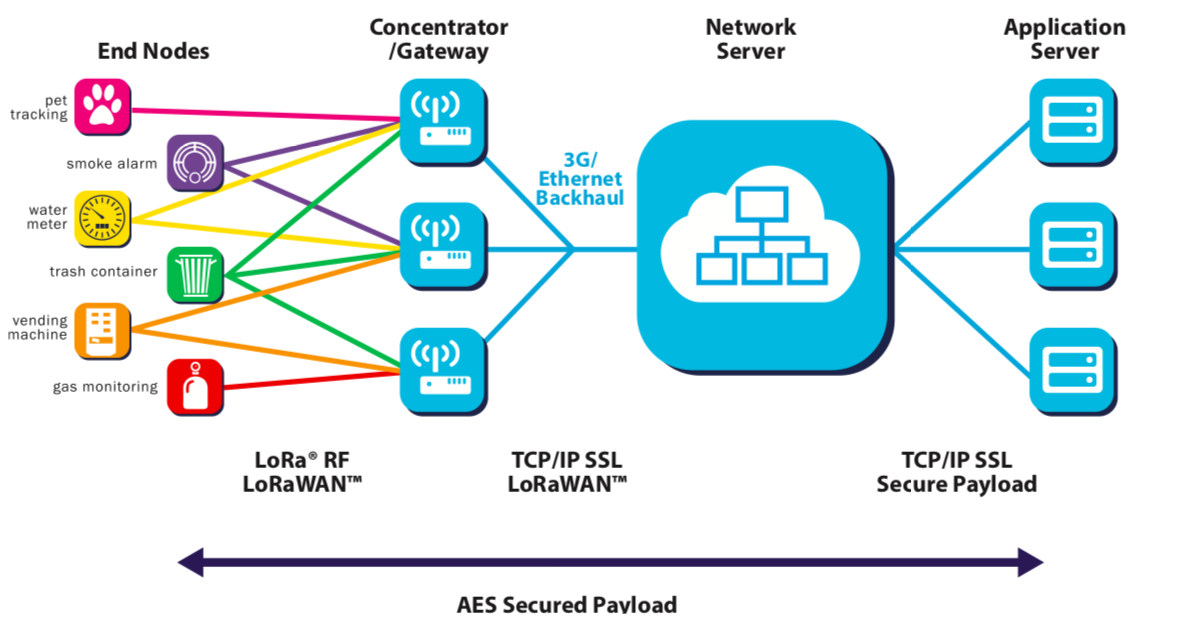 End Nodes
Concentrator
/Gateway
Network
Server
Application
Server
pet
tracking
smoke alarm
water
meter
trash container
vending
machine
gas monitoring
3G/
Ethernet
Backhaul
LoRa® RF
LoRaWAN™
TCP/IP SSL
LoRaWAN™
TCP/IP SSL
Secure Payload
AES Secured Payload